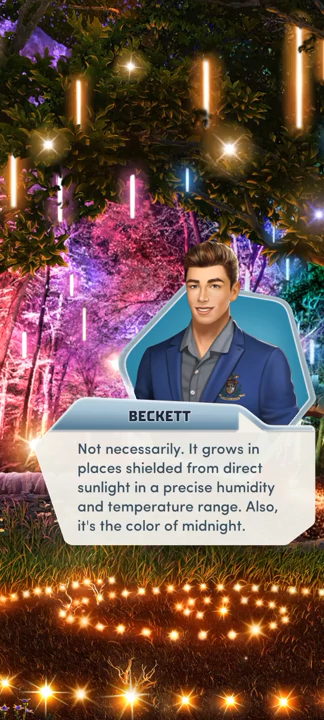 BECKETT
Not necessarily. It grows in
places shielded from direct
sunlight in a precise humidity
and temperature range. Also,
it's the color of midnight.